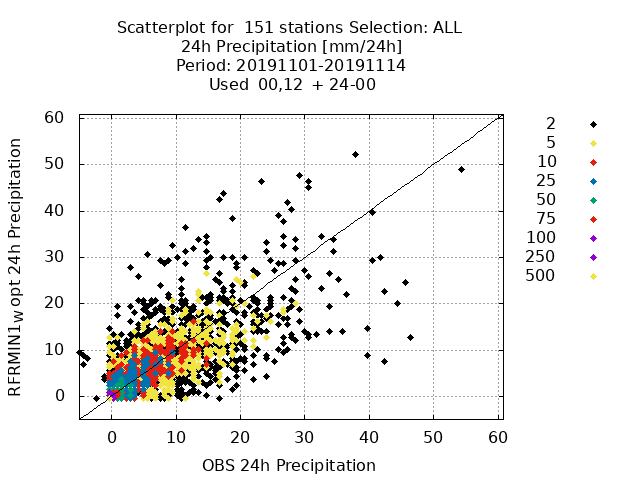 Scatterplot for 151 stations Selection: ALL
24h Precipitation [mm/24h]
Period: 20191101-20191114
Used 00,12 + 24-00
RFRMIN1W opt 24h Precipitation
60
50
40
30
20
10
0
0 10 20 30 40 50 60
OBS 24h Precipitation
2
5
10
25
50
75
100
250
500